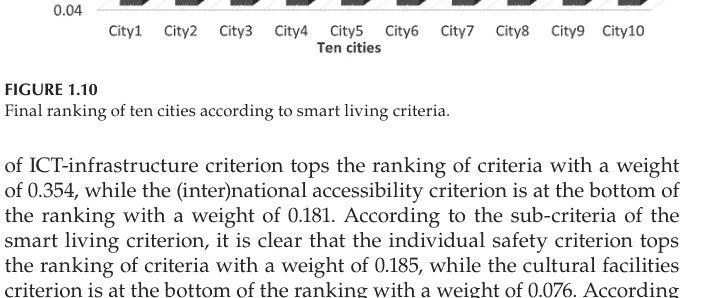 0.04
City1 City2 City3 City4 City5 City6 City7 City8 City9 City10
Ten cities
FIGURE 1.10
Final ranking of ten cities according to smart living criteria.
of ICT-infrastructure criterion tops the ranking of criteria with a weight
of 0.354, while the (inter)national accessibility criterion is at the bottom of
the ranking with a weight of 0.181. According to the sub-criteria of the
smart living criterion, it is clear that the individual safety criterion tops
the ranking of criteria with a weight of 0.185, while the cultural facilities
criterion is at the bottom of the ranking with a weight of 0.076. According